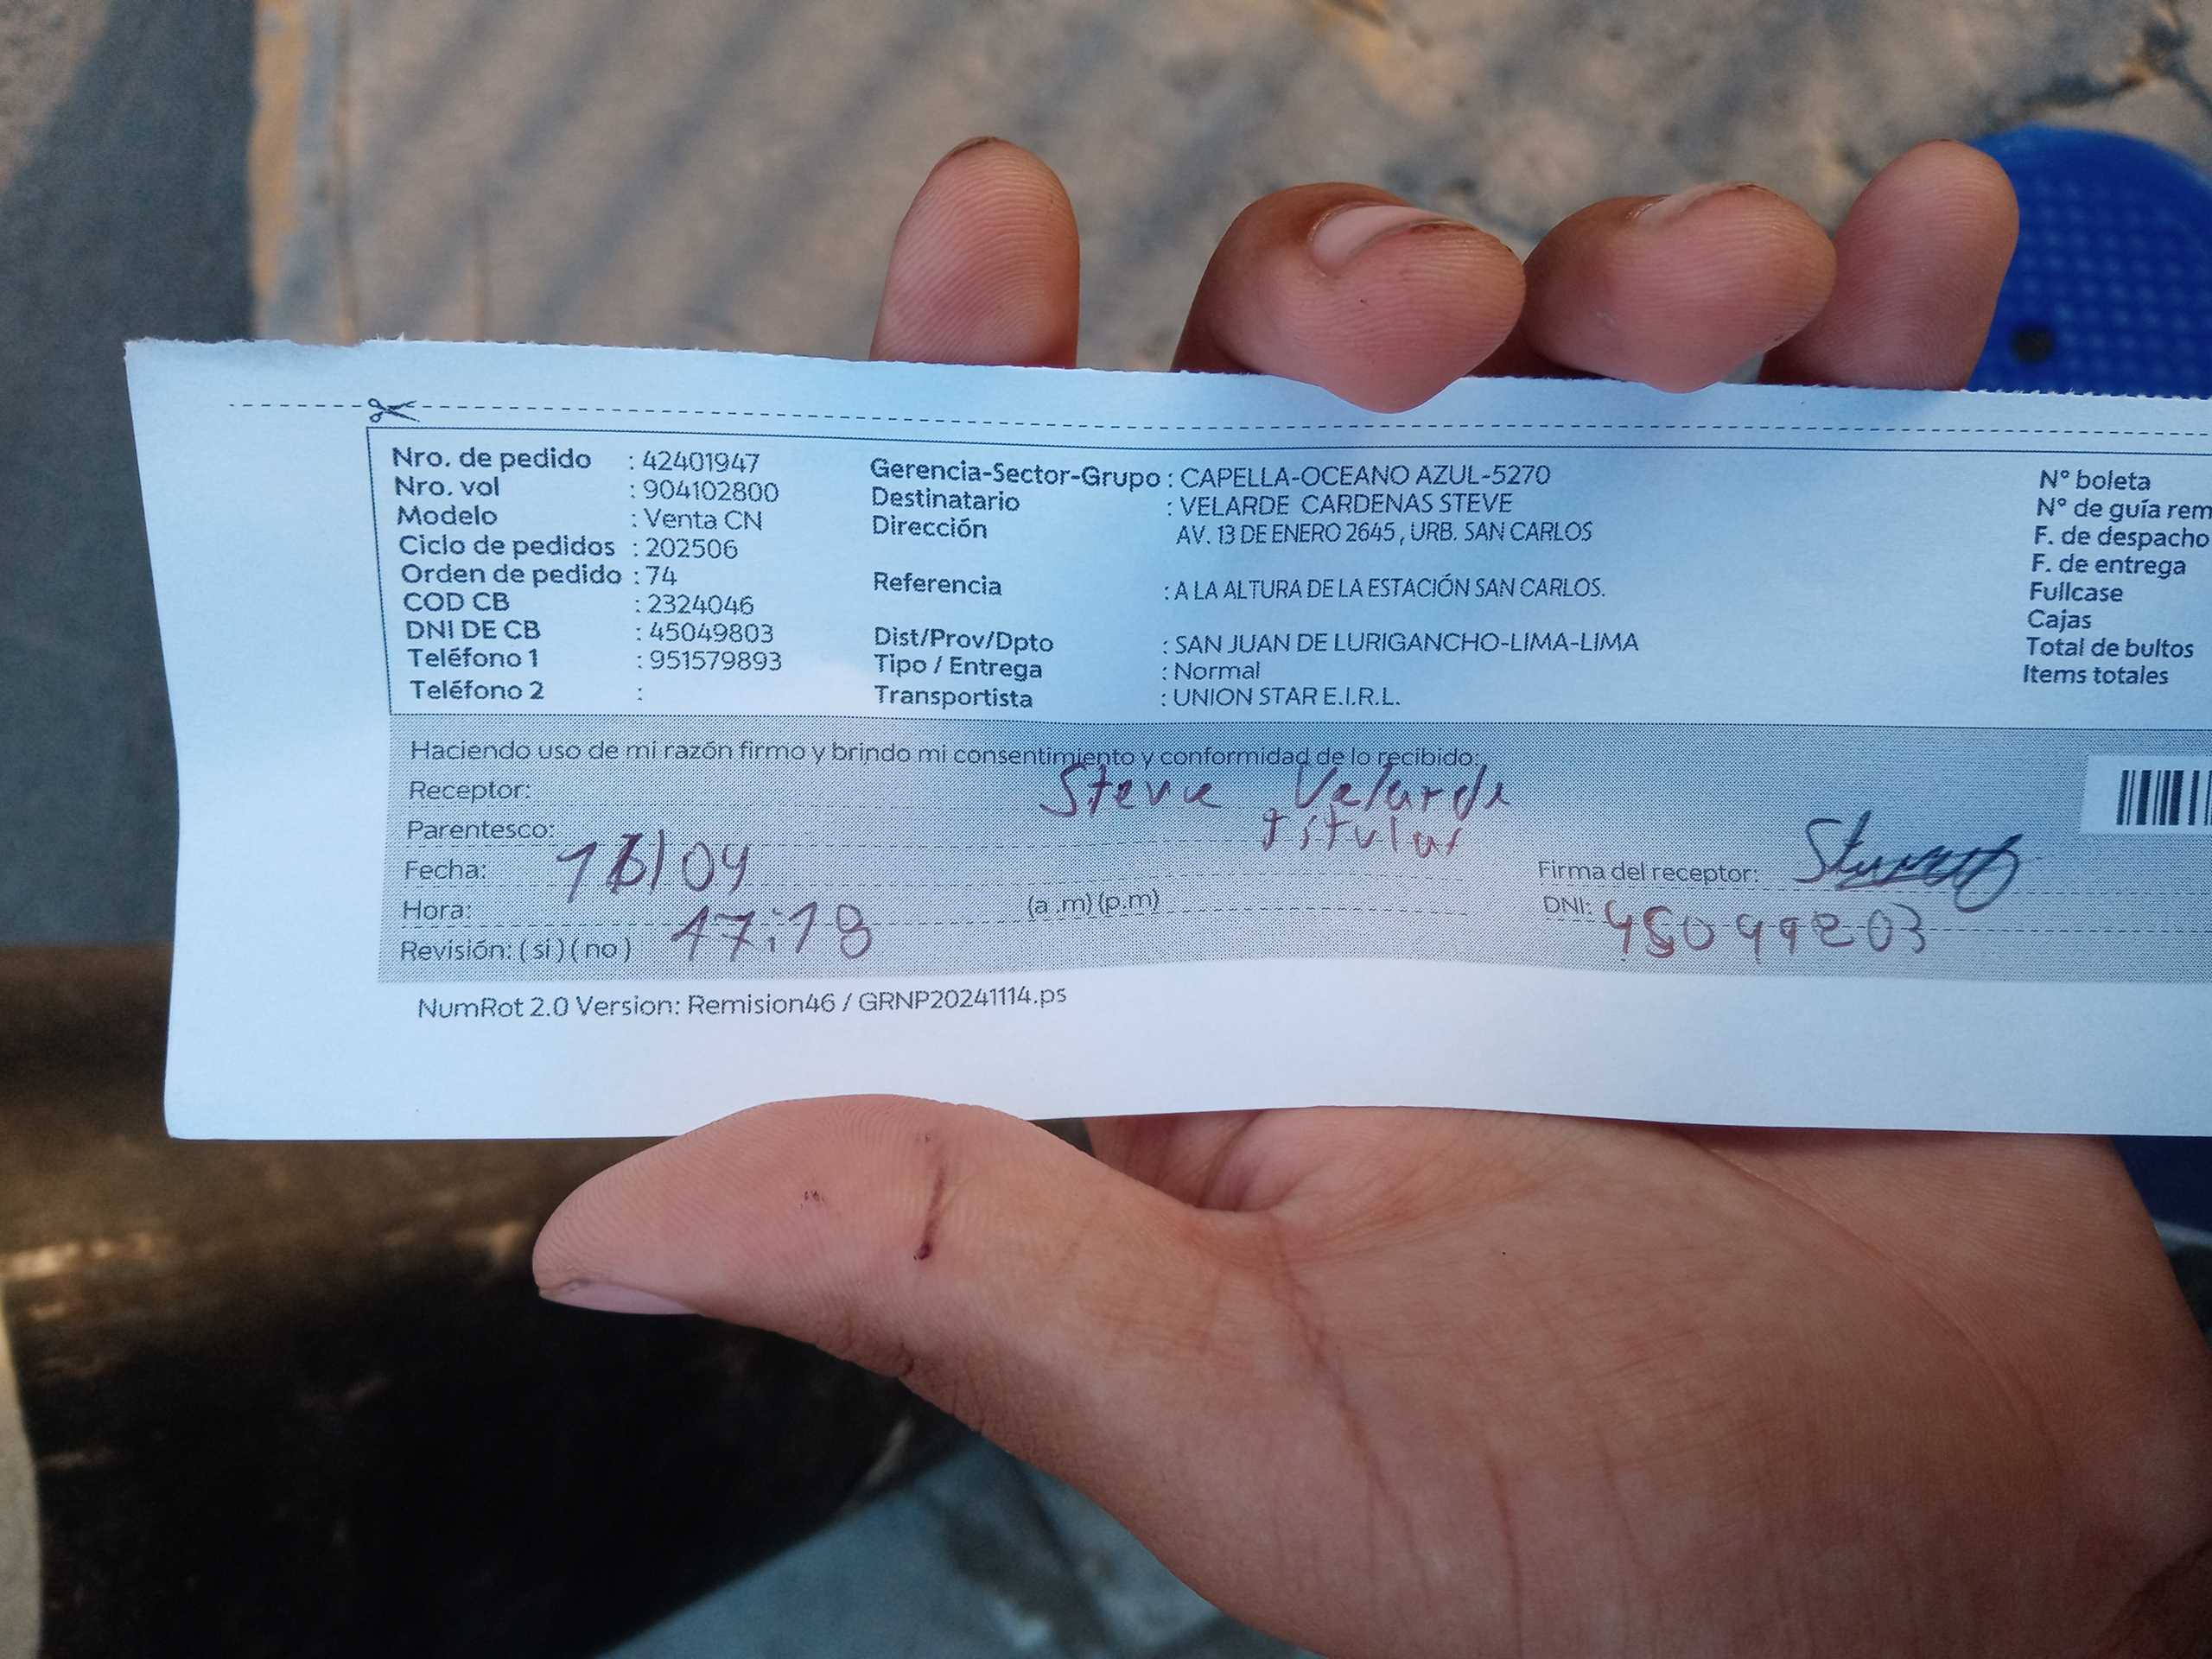 Nro. de pedido : 42401947
Nro. vol : 904102800
Modelo : Venta CN
Ciclo de pedidos : 202506
Orden de pedido : 74
COD CB : 2324046
DNI DE CB : 45049803
Teléfono 1 : 951579893
Teléfono 2 :
Gerencia-Sector-Grupo : CAPELLA-OCEANO AZUL-5270
Destinatario : VELARDE CARDENAS STEVE
Dirección AV. 13 DE ENERO 2645 , URB. SAN CARLOS
Referencia : A LA ALTURA DE LA ESTACIÓN SAN CARLOS.
Dist/Prov/Dpto : SAN JUAN DE LURIGANCHO-LIMA-LIMA
Tipo / Entrega : Normal
Transportista : UNION STAR E.I.R.L.
N° boleta
N° de guía rem
F. de despacho
F. de entrega
Fullcase
Cajas
Total de bultos
Items totales
Haciendo uso de mi razón firmo y brindo mi consentimiento y conformidad de lo recibido:
Receptor: Steve Velarde
Parentesco: titular
Fecha: /04
Hora: 17:18 (a .m) (p.m)
Revisión: ( si ) ( no )
Firma del receptor:
DNI:
NumRot 2.0 Version: Remision46 / GRNP20241114.ps